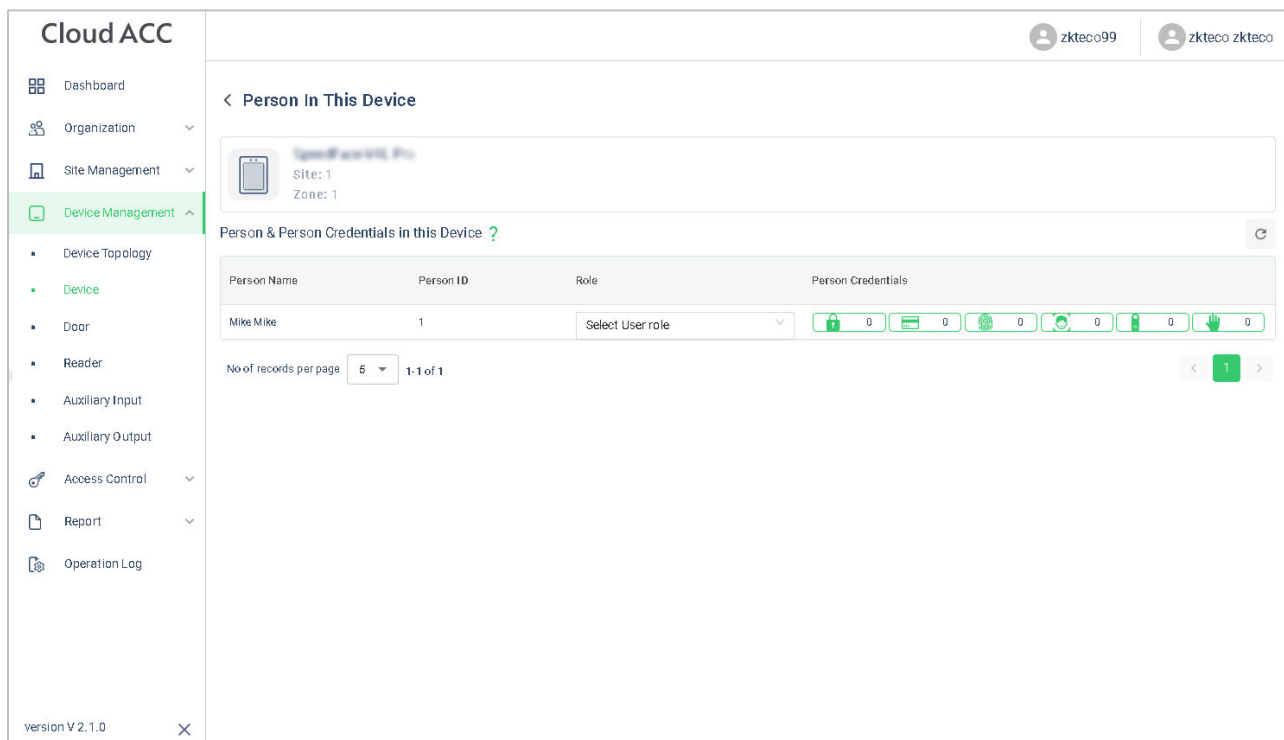 Cloud ACC
zkteco99
zkteco zkteco
Dashboard
Organization
Site Management
Device Management
Device Topology
Device
Door
Reader
Auxiliary Input
Auxiliary Output
Access Control
Report
Operation Log
version V 2.1.0
Person In This Device
Site: 1
Zone: 1
Person & Person Credentials in this Device ?
Person Name Person ID Role Person Credentials
Mike Mike 1 Select User role 0 0 0 0 0 0
No of records per page 5 1-1 of 1
1